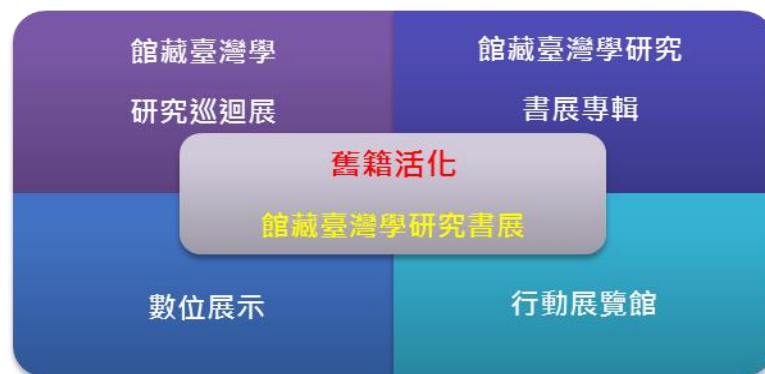 館藏臺灣學
研究巡迴展
館藏臺灣學研究
書展專輯
舊籍活化
館藏臺灣學研究書展
數位展示
行動展覽館